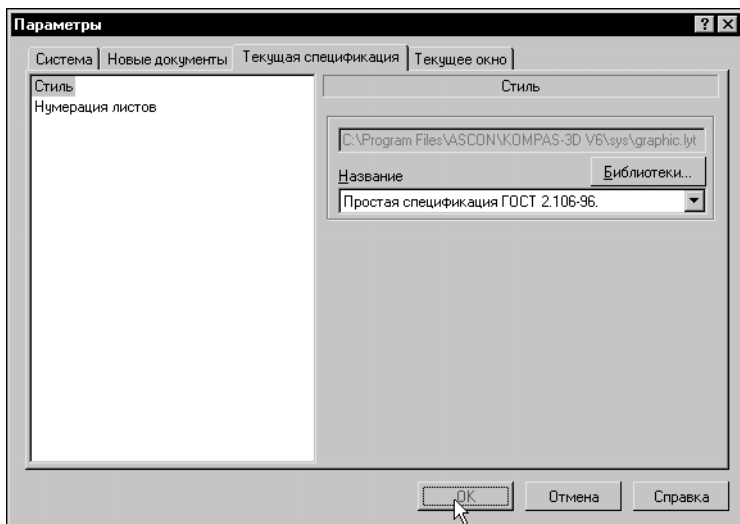 Параметры
Система Новые документы Текущая спецификация Текущее окно
Стиль
Нумерация листов
Стиль
C:\Program Files\ASCON\KOMPAS-3D V6\sys\graphic.lyt
Название
Библиотеки...
Простая спецификация ГОСТ 2.106-96.
OK Отмена Справка